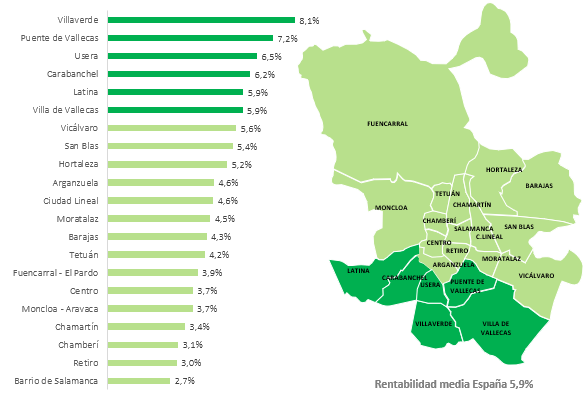 Villaverde 8,1%
Puente de Vallecas 7,2%
Usera 6,5%
Carabanchel 6,2%
Latina 5,9%
Villa de Vallecas 5,9%
Vicálvaro 5,6%
San Blas 5,4%
Hortaleza 5,2%
Arganzuela 4,6%
Ciudad Lineal 4,6%
Moratalaz 4,5%
Barajas 4,3%
Tetuán 4,2%
Fuencarral - El Pardo 3,9%
Centro 3,7%
Moncloa - Aravaca 3,7%
Chamartín 3,4%
Chamberí 3,1%
Retiro 3,0%
Barrio de Salamanca 2,7%
FUENCARRAL
HORTALEZA
BARAJAS
TETUÁN
CHAMARTÍN
MONCLOA
CHAMBERÍ
SALAMANCA
SAN BLAS
C.LINEAL
CENTRO
RETIRO
MORATALAZ
ARGANZUELA
LATINA
CARABANCHEL
USERA
PUENTE DE
VALLECAS
VICÁLVARO
VILLAVERDE
VILLA DE
VALLECAS
Rentabilidad media España 5,9%